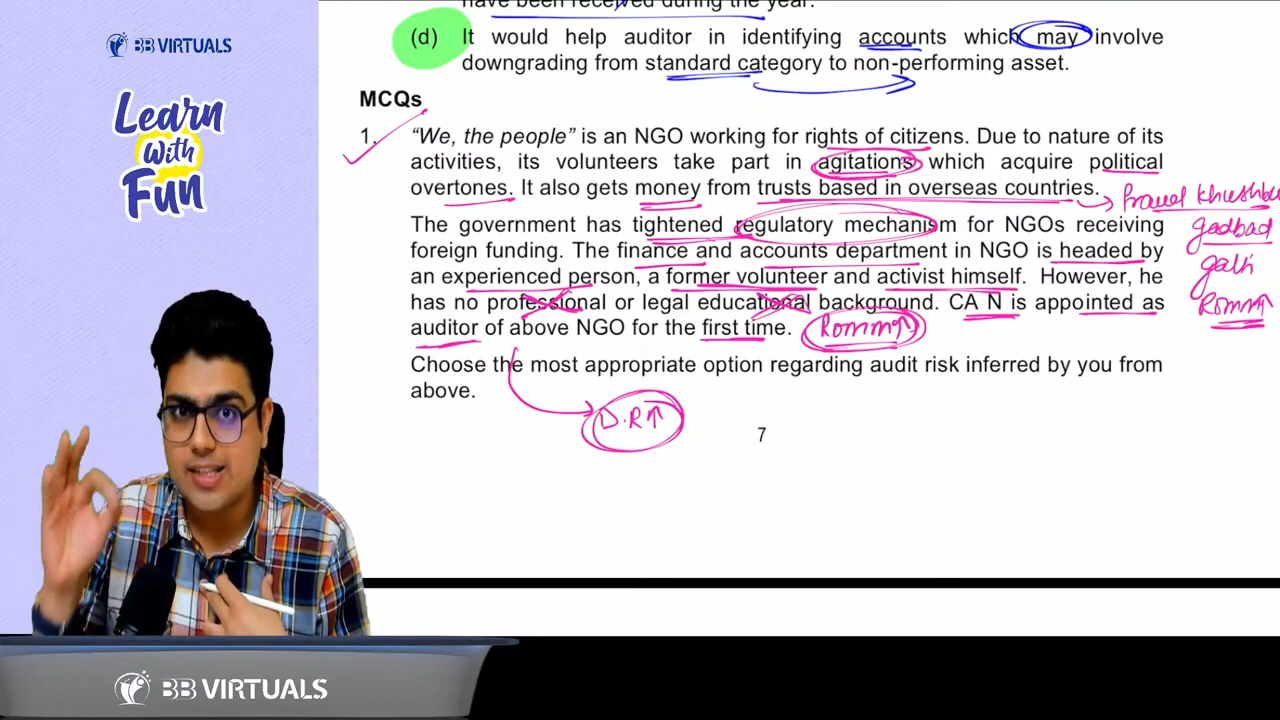 have been received during the year.
(d) It would help auditor in identifying accounts which may involve
downgrading from standard category to non-performing asset.
BB VIRTUALS
Learn
With
Fun
MCQs
1. "We, the people" is an NGO working for rights of citizens. Due to nature of its
activities, its volunteers take part in agitations which acquire political
overtones. It also gets money from trusts based in overseas countries.
The government has tightened regulatory mechanism for NGOs receiving
gadbad
foreign funding. The finance and accounts department in NGO is headed by
an experienced person, a former volunteer and activist himself. However, he
has no professional or legal educational background. CA N is appointed as
Romm↑
auditor of above NGO for the first time.
Romm↑
Choose the most appropriate option regarding audit risk inferred by you from
above.
D.R↑
7
BB VIRTUALS